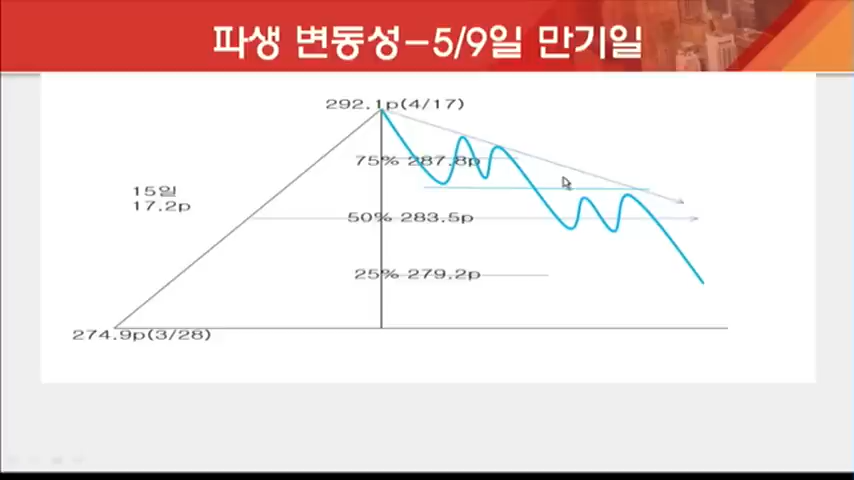 파생 변동성-5/9일 만기일
292.1p(4/17)
75% 287.8p
15일
17.2p
50% 283.5p
25% 279.2p
274.9p(3/28)